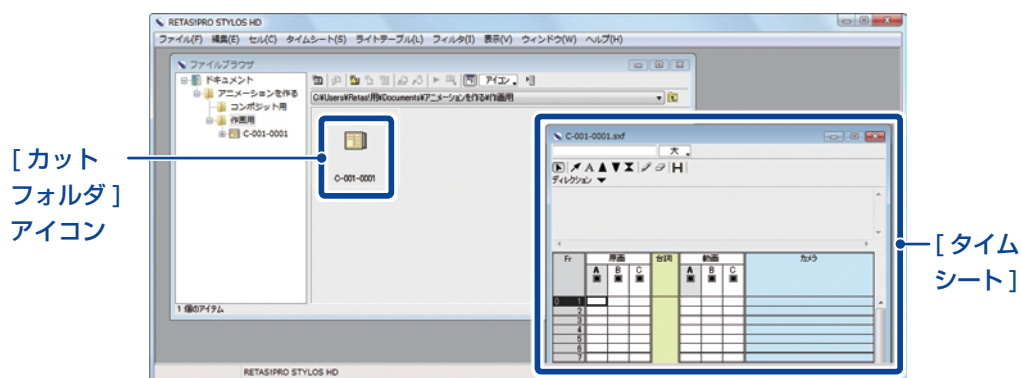 RETAS!PRO STYLOS HD
ファイル(F) 編集(E) セル(C) タイムシート(S) ライトテーブル(L) フィルタ(I) 表示(V) ウィンドウ(W) ヘルプ(H)
ファイルブラウザ
ドキュメント
アニメーションを作る
コンポジット用
作画用
C-001-0001
アイコン
C:¥Users¥Retas!用¥Documents¥アニメーションを作る¥作画用
C-001-0001
1 個のアイテム
[ カット
フォルダ ]
アイコン
C-001-0001.sxf
大
A
H
ディレクション
Fr 原画 台詞 動画 カメラ
A B C A B C
0 1
2
3
4
5
6
7
[ タイム
シート ]
RETAS!PRO STYLOS HD